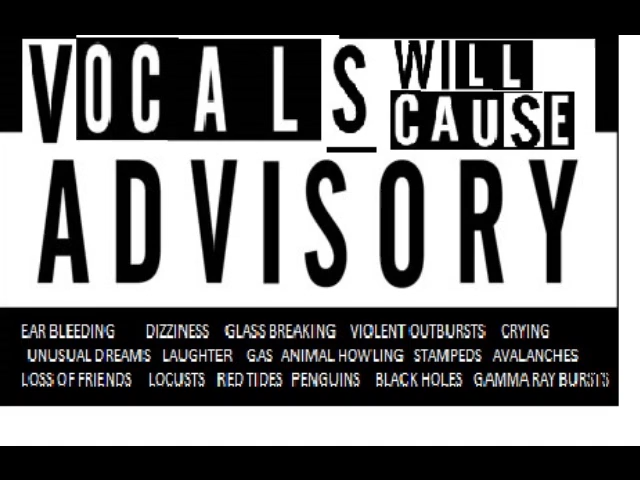 VOCALS WILL
CAUSE
ADVISORY
EAR BLEEDING DIZZINESS GLASS BREAKING VIOLENT OUTBURSTS CRYING
UNUSUAL DREAMS LAUGHTER GAS ANIMAL HOWLING STAMPEDS AVALANCHES
LOSS OF FRIENDS LOCUSTS RED TIDES PENGUINS BLACK HOLES GAMMA RAY BURSTS